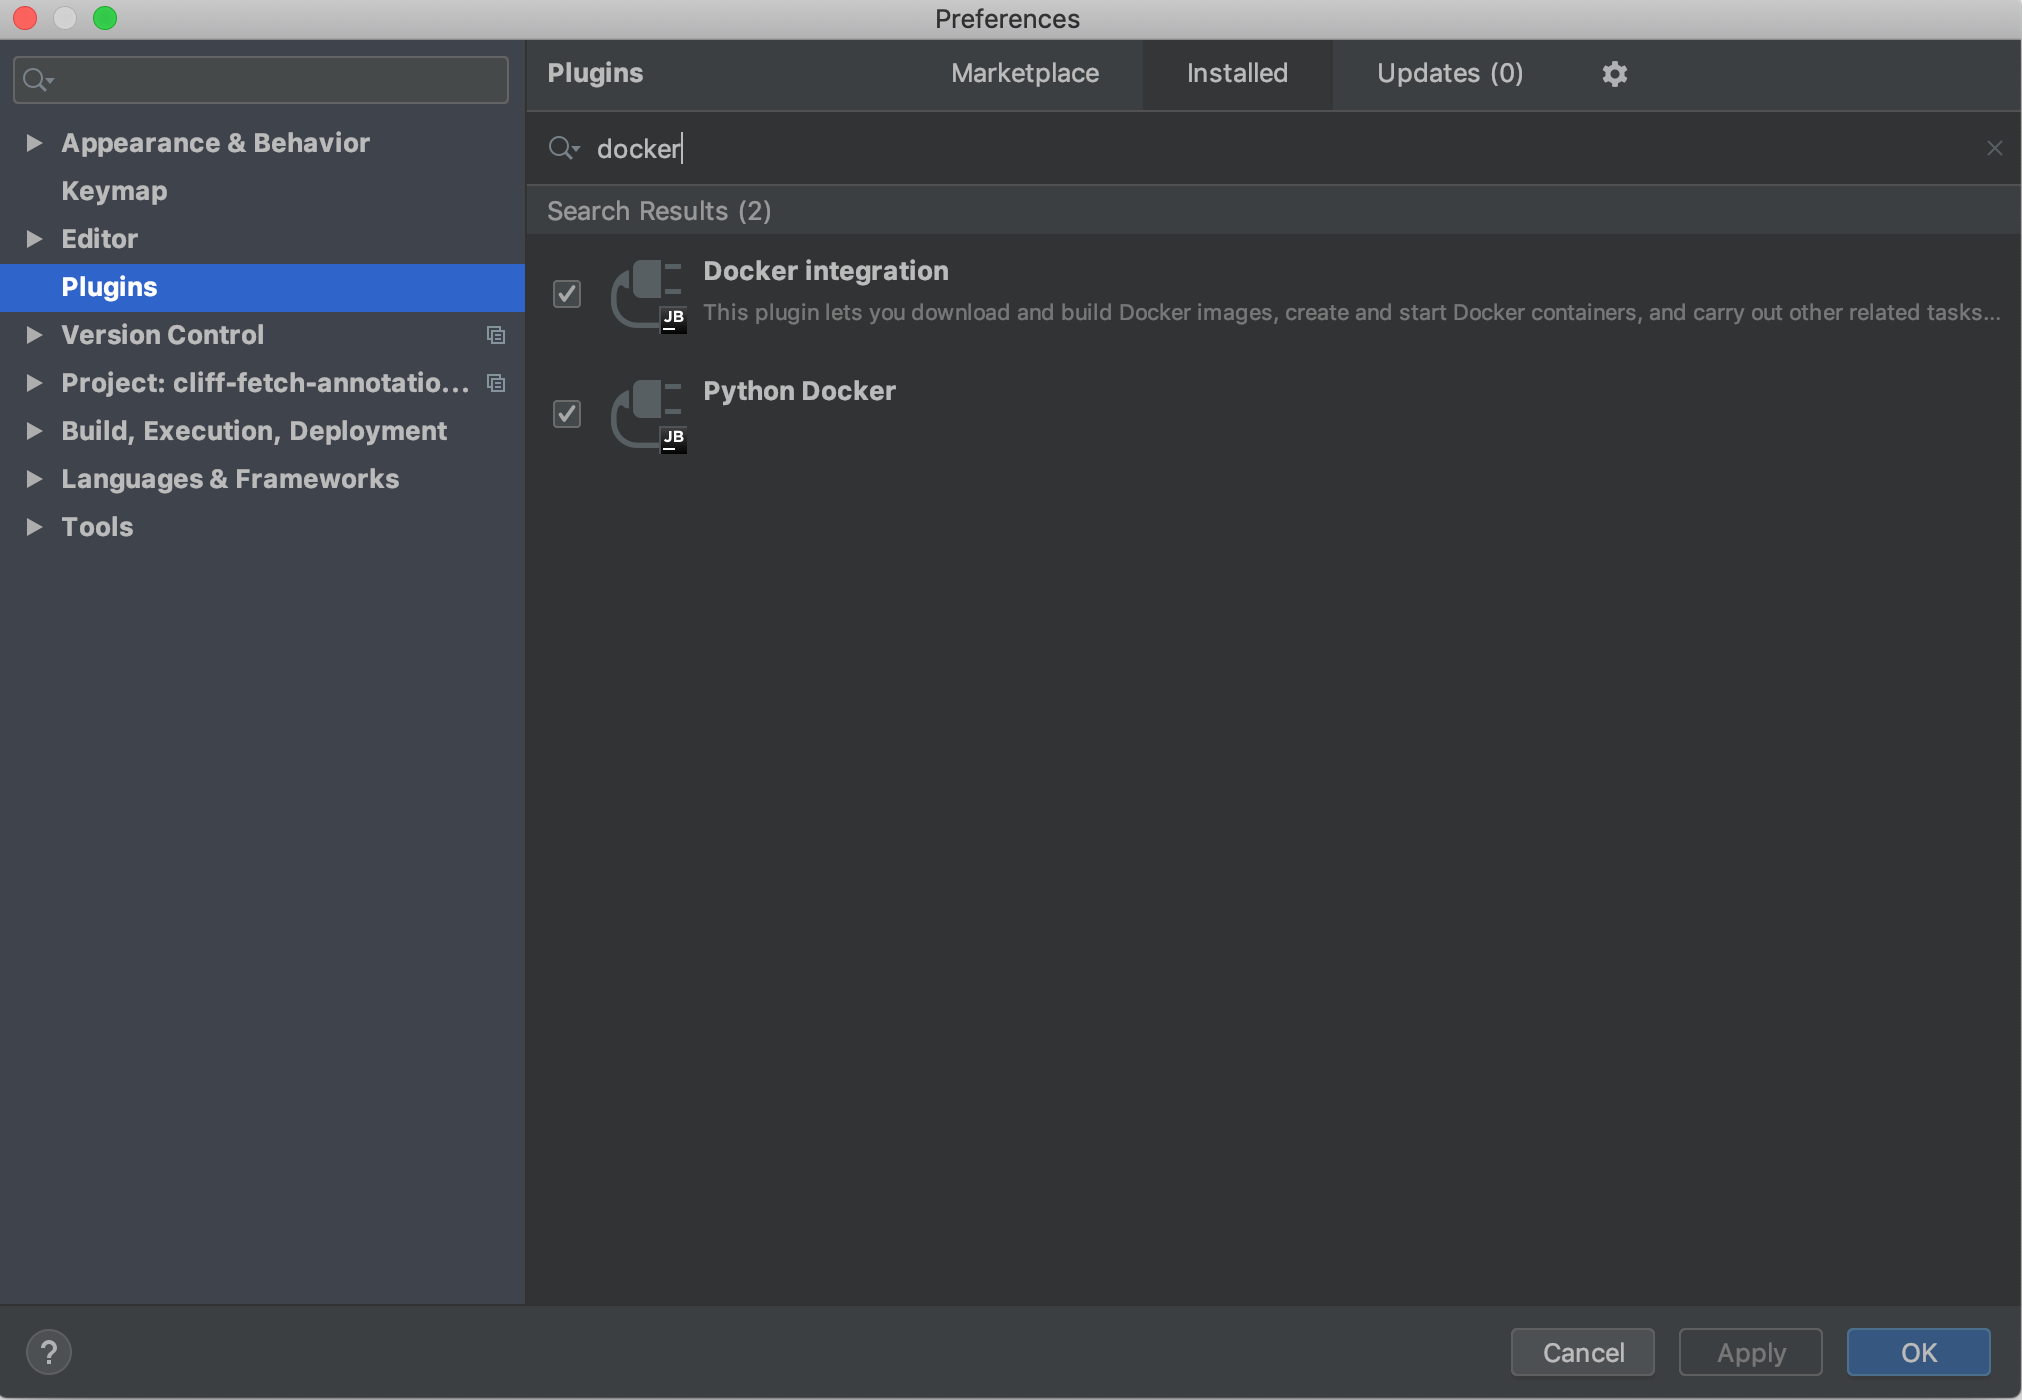 Preferences
Plugins
Marketplace
Installed
Updates (0)
docker
Search Results (2)
Appearance & Behavior
Keymap
Editor
Plugins
Version Control
Project: cliff-fetch-annotatio...
Build, Execution, Deployment
Languages & Frameworks
Tools
Docker integration
This plugin lets you download and build Docker images, create and start Docker containers, and carry out other related tasks...
JB
Python Docker
JB
?
Cancel
Apply
OK